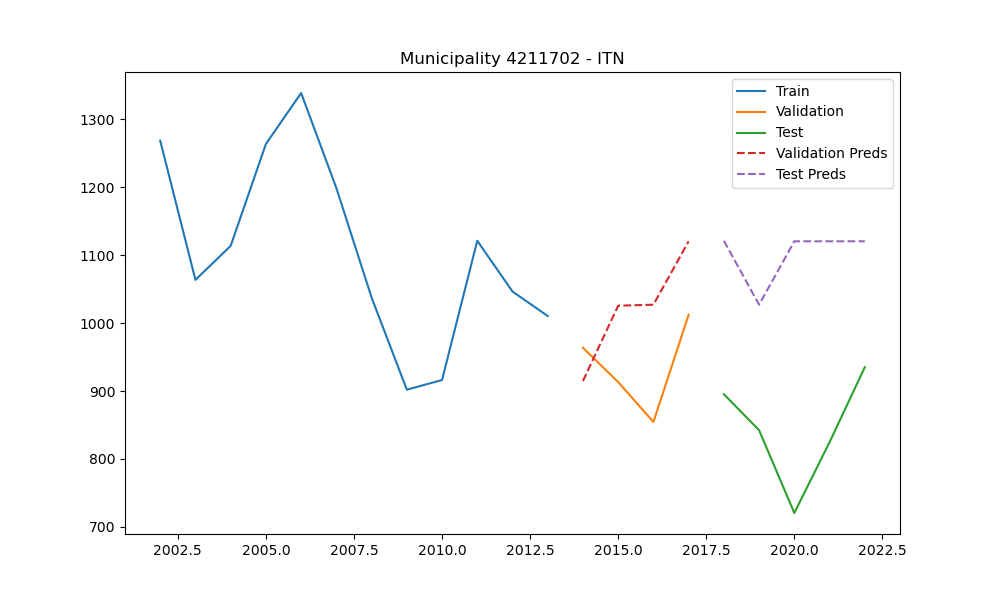 Municipality 4211702 - ITN
Train
Validation
Test
Validation Preds
Test Preds
1300
1200
1100
1000
900
800
700
2002.5 2005.0 2007.5 2010.0 2012.5 2015.0 2017.5 2020.0 2022.5